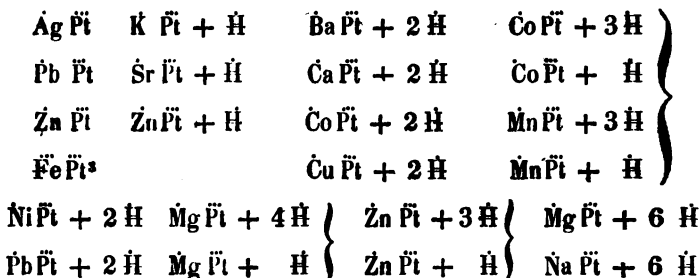 Ȧg P⃛t K̇ P⃛t + Ħ̇ Ḃa P⃛t + 2 Ħ̇ Ċo P⃛t + 3 Ħ̇ }
Ṗb P⃛t Ṡr P⃛t + Ħ̇ Ċa P⃛t + 2 Ħ̇ Ċo P⃛t + Ħ̇
Żn P⃛t Żn P⃛t + Ħ̇ Ċo P⃛t + 2 Ħ̇ Ṁn P⃛t + 3 Ħ̇
F⃛e P⃛t³ Ċu P⃛t + 2 Ħ̇ Ṁn P⃛t + Ħ̇
Ṅi P⃛t + 2 Ħ̇ Ṁg P⃛t + 4 Ħ̇ } Żn P⃛t + 3 Ħ̇ } Ṁg P⃛t + 6 Ħ̇
Ṗb P⃛t + 2 Ħ̇ Ṁg P⃛t + Ħ̇ Żn P⃛t + Ħ̇ Ṅa P⃛t + 6 Ħ̇